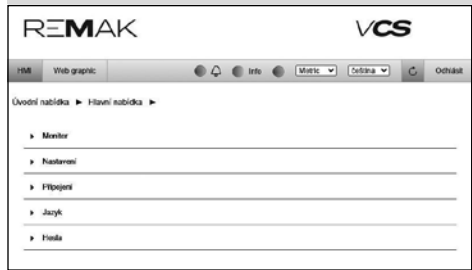 REMAK VCS
HMI Web graphic Info Metric čeština Odhlásit
Úvodní nabídka ► Hlavní nabídka ►
Monitor
Nastavení
Připojení
Jazyk
Hesla